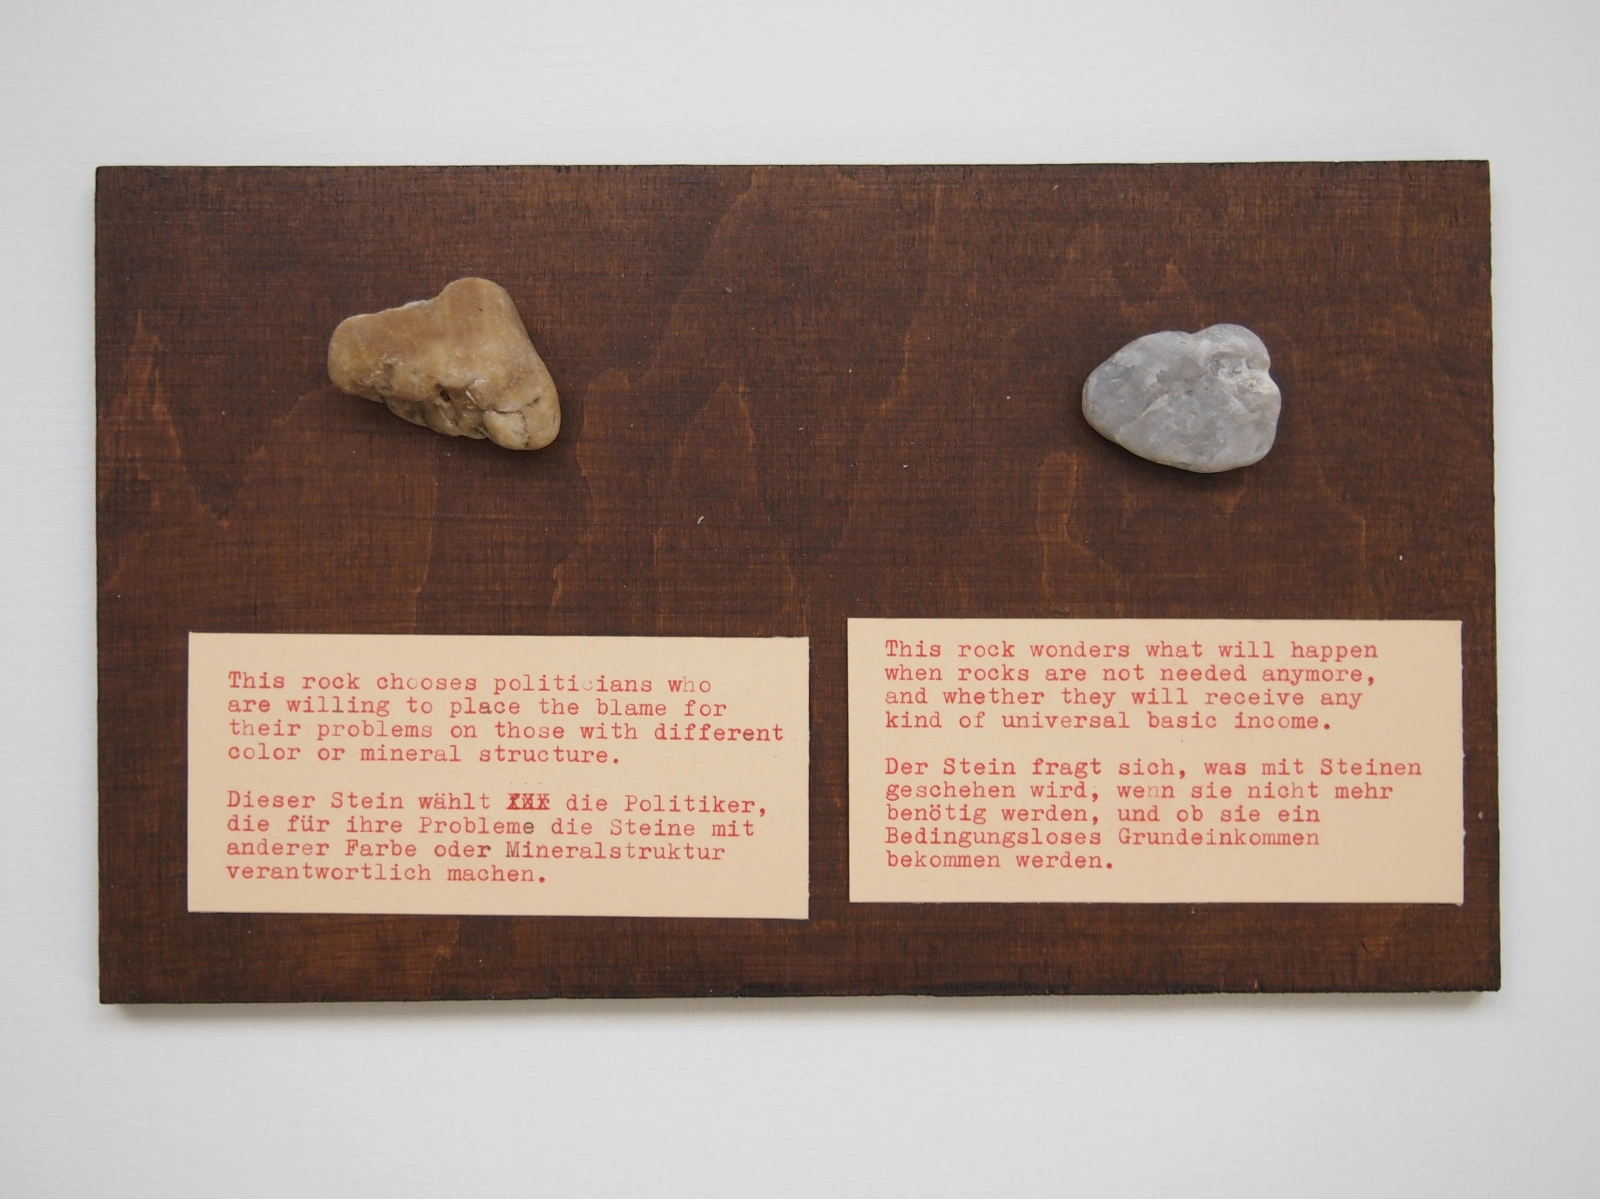 This rock chooses politicians who
are willing to place the blame for
their problems on those with different
color or mineral structure.
Dieser Stein wählt XXX die Politiker,
die für ihre Probleme die Steine mit
anderer Farbe oder Mineralstruktur
verantwortlich machen.
This rock wonders what will happen
when rocks are not needed anymore,
and whether they will receive any
kind of universal basic income.
Der Stein fragt sich, was mit Steinen
geschehen wird, wenn sie nicht mehr
benötig werden, und ob sie ein
Bedingungsloses Grundeinkommen
bekommen werden.